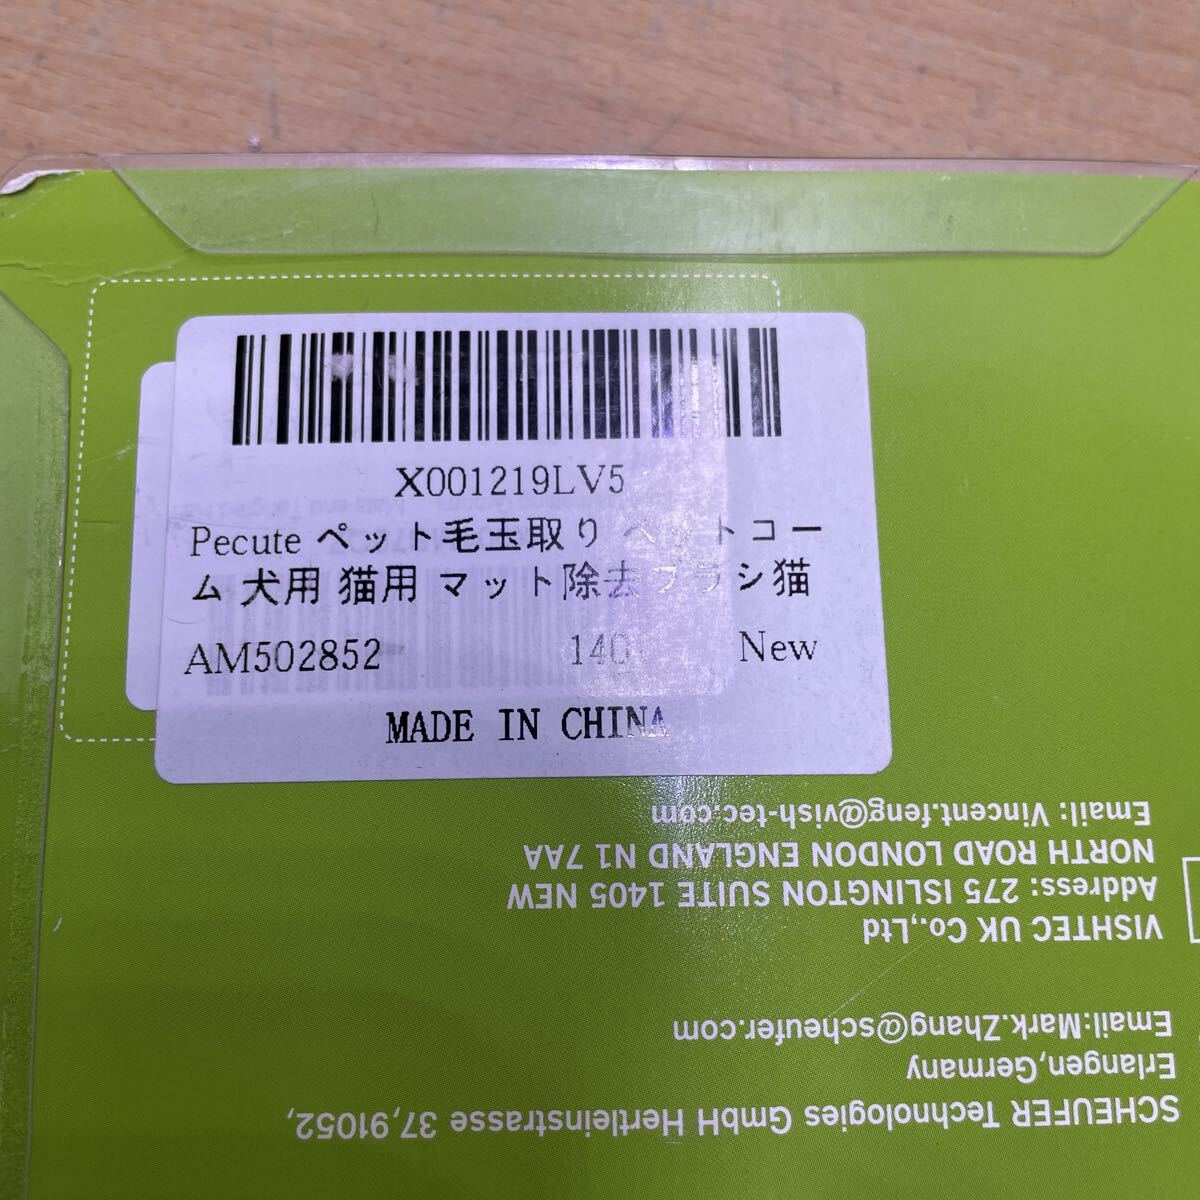 X001219LV5
Pecute ペット毛玉取り ペットコー
ム 犬用 猫用 マット除去ブラシ猫
AM502852 140 New
MADE IN CHINA
SCHEUFER Technologies GmbH Hertleinstrasse 37,91052,
Erlangen,Germany
Email:Mark.Zhang@scheufer.com
VISHTEC UK Co.,Ltd
Address: 275 ISLINGTON SUITE 1405 NEW
NORTH ROAD LONDON ENGLAND N1 7AA
Email: Vincent.feng@vish-tec.com